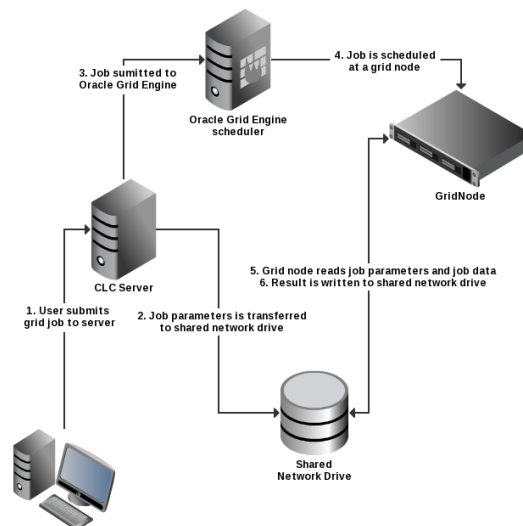 3. Job sumitted to
Oracle Grid Engine
4. Job is scheduled
at a grid node
Oracle Grid Engine
scheduler
GridNode
CLC Server
1. User submits
grid job to server
2. Job parameters is transferred
to shared network drive
5. Grid node reads job parameters and job data
6. Result is written to shared network drive
Shared
Network Drive